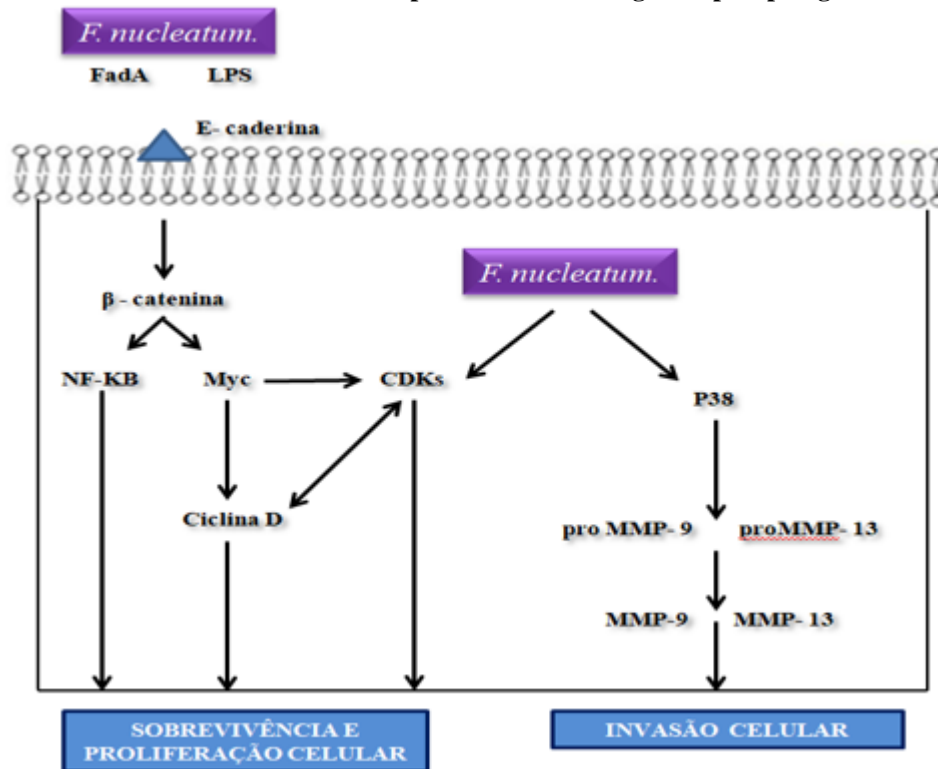 F. nucleatum.
FadA LPS
E- caderina
F. nucleatum.
β - catenina
NF-KB Myc CDKs
P38
Ciclina D
pro MMP- 9 proMMP- 13
MMP-9 MMP- 13
SOBREVIVÊNCIA E
PROLIFERAÇÃO CELULAR
INVASÃO CELULAR